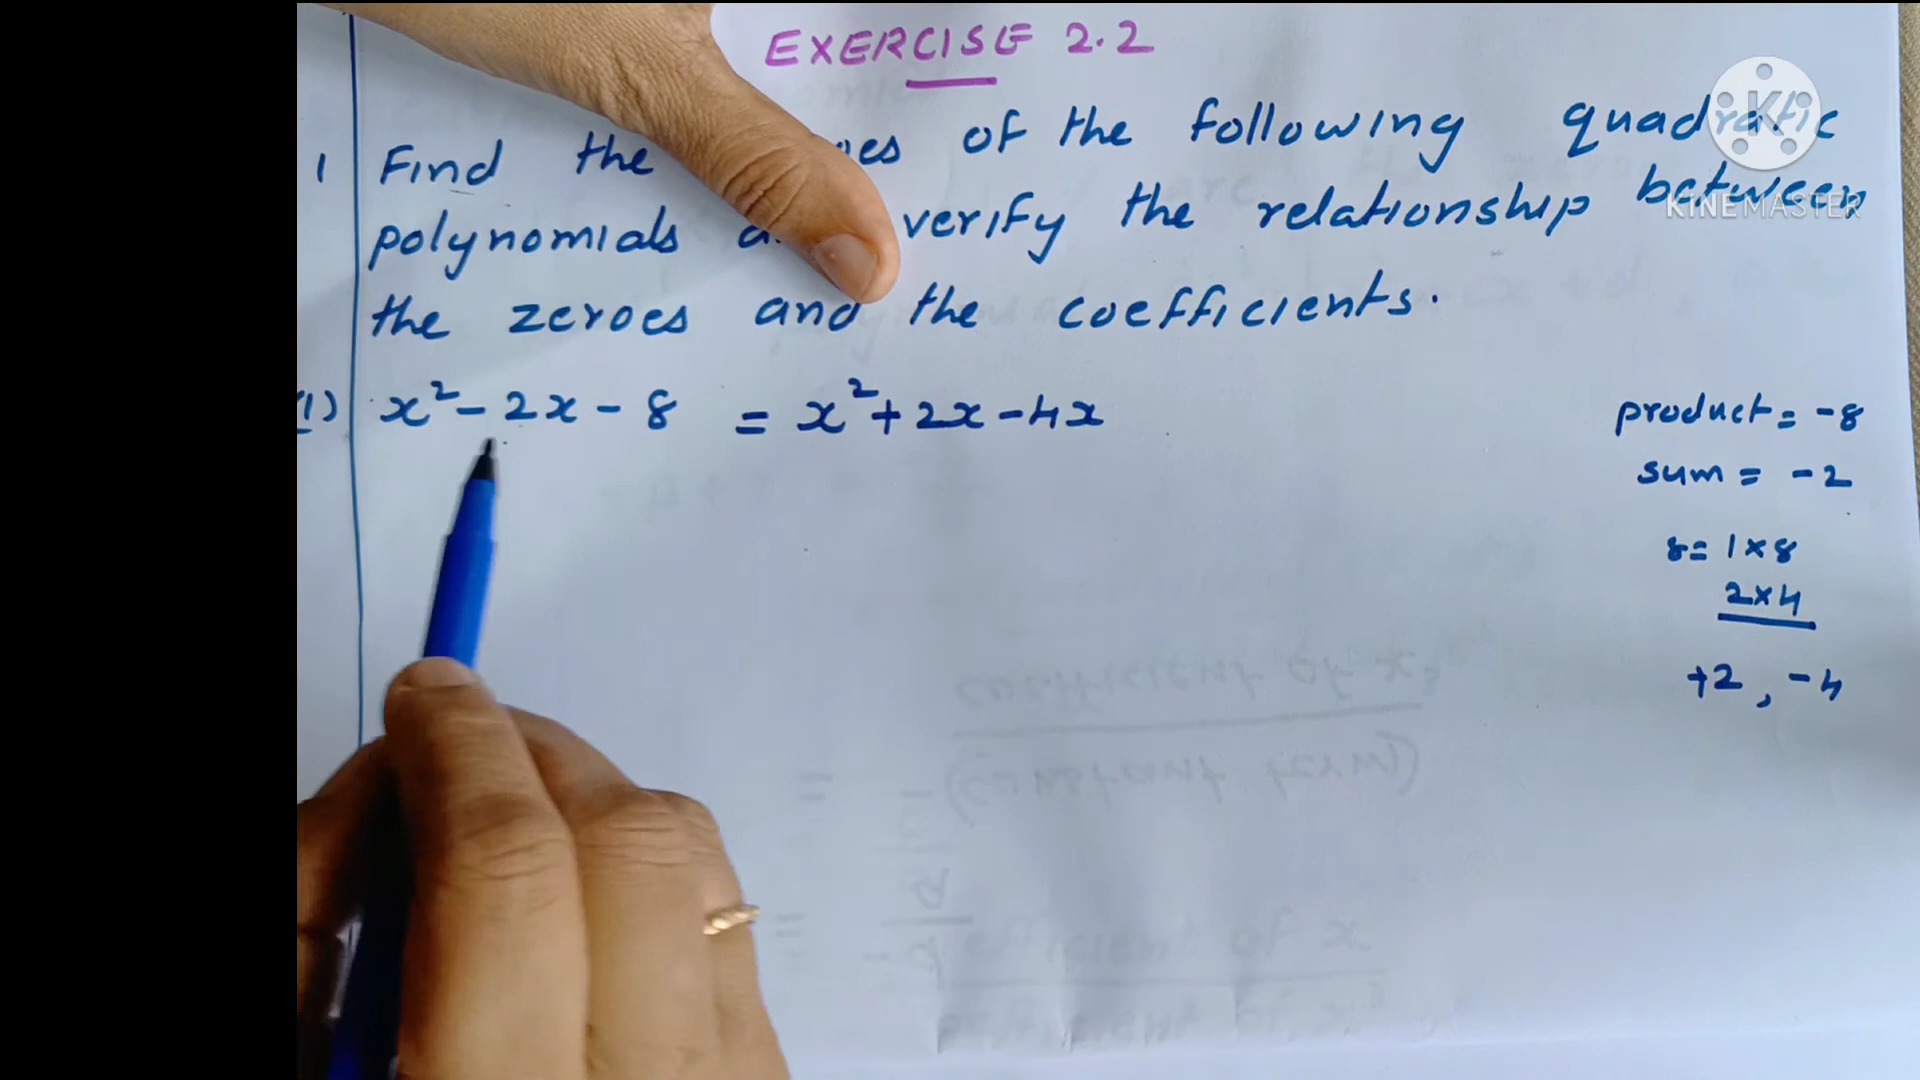 EXERCISE 2.2
1 Find the oes of the following quadratic
polynomials a verify the relationship between
the zeroes and the coefficients.
(1) x² - 2x - 8 = x² + 2x - 4x
product = -8
sum = -2
8 = 1 x 8
2 x 4
+2, -4
K
KINEMASTER